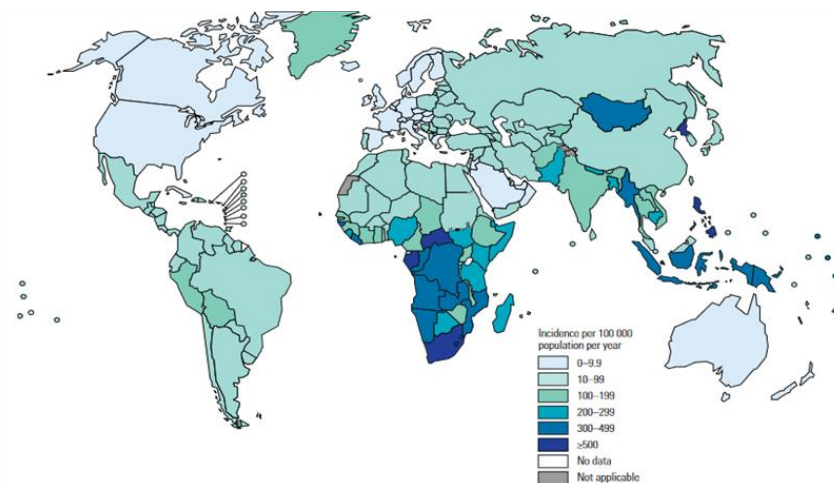 Incidence per 100 000
population per year
0–9.9
10–99
100–199
200–299
300–499
≥500
No data
Not applicable